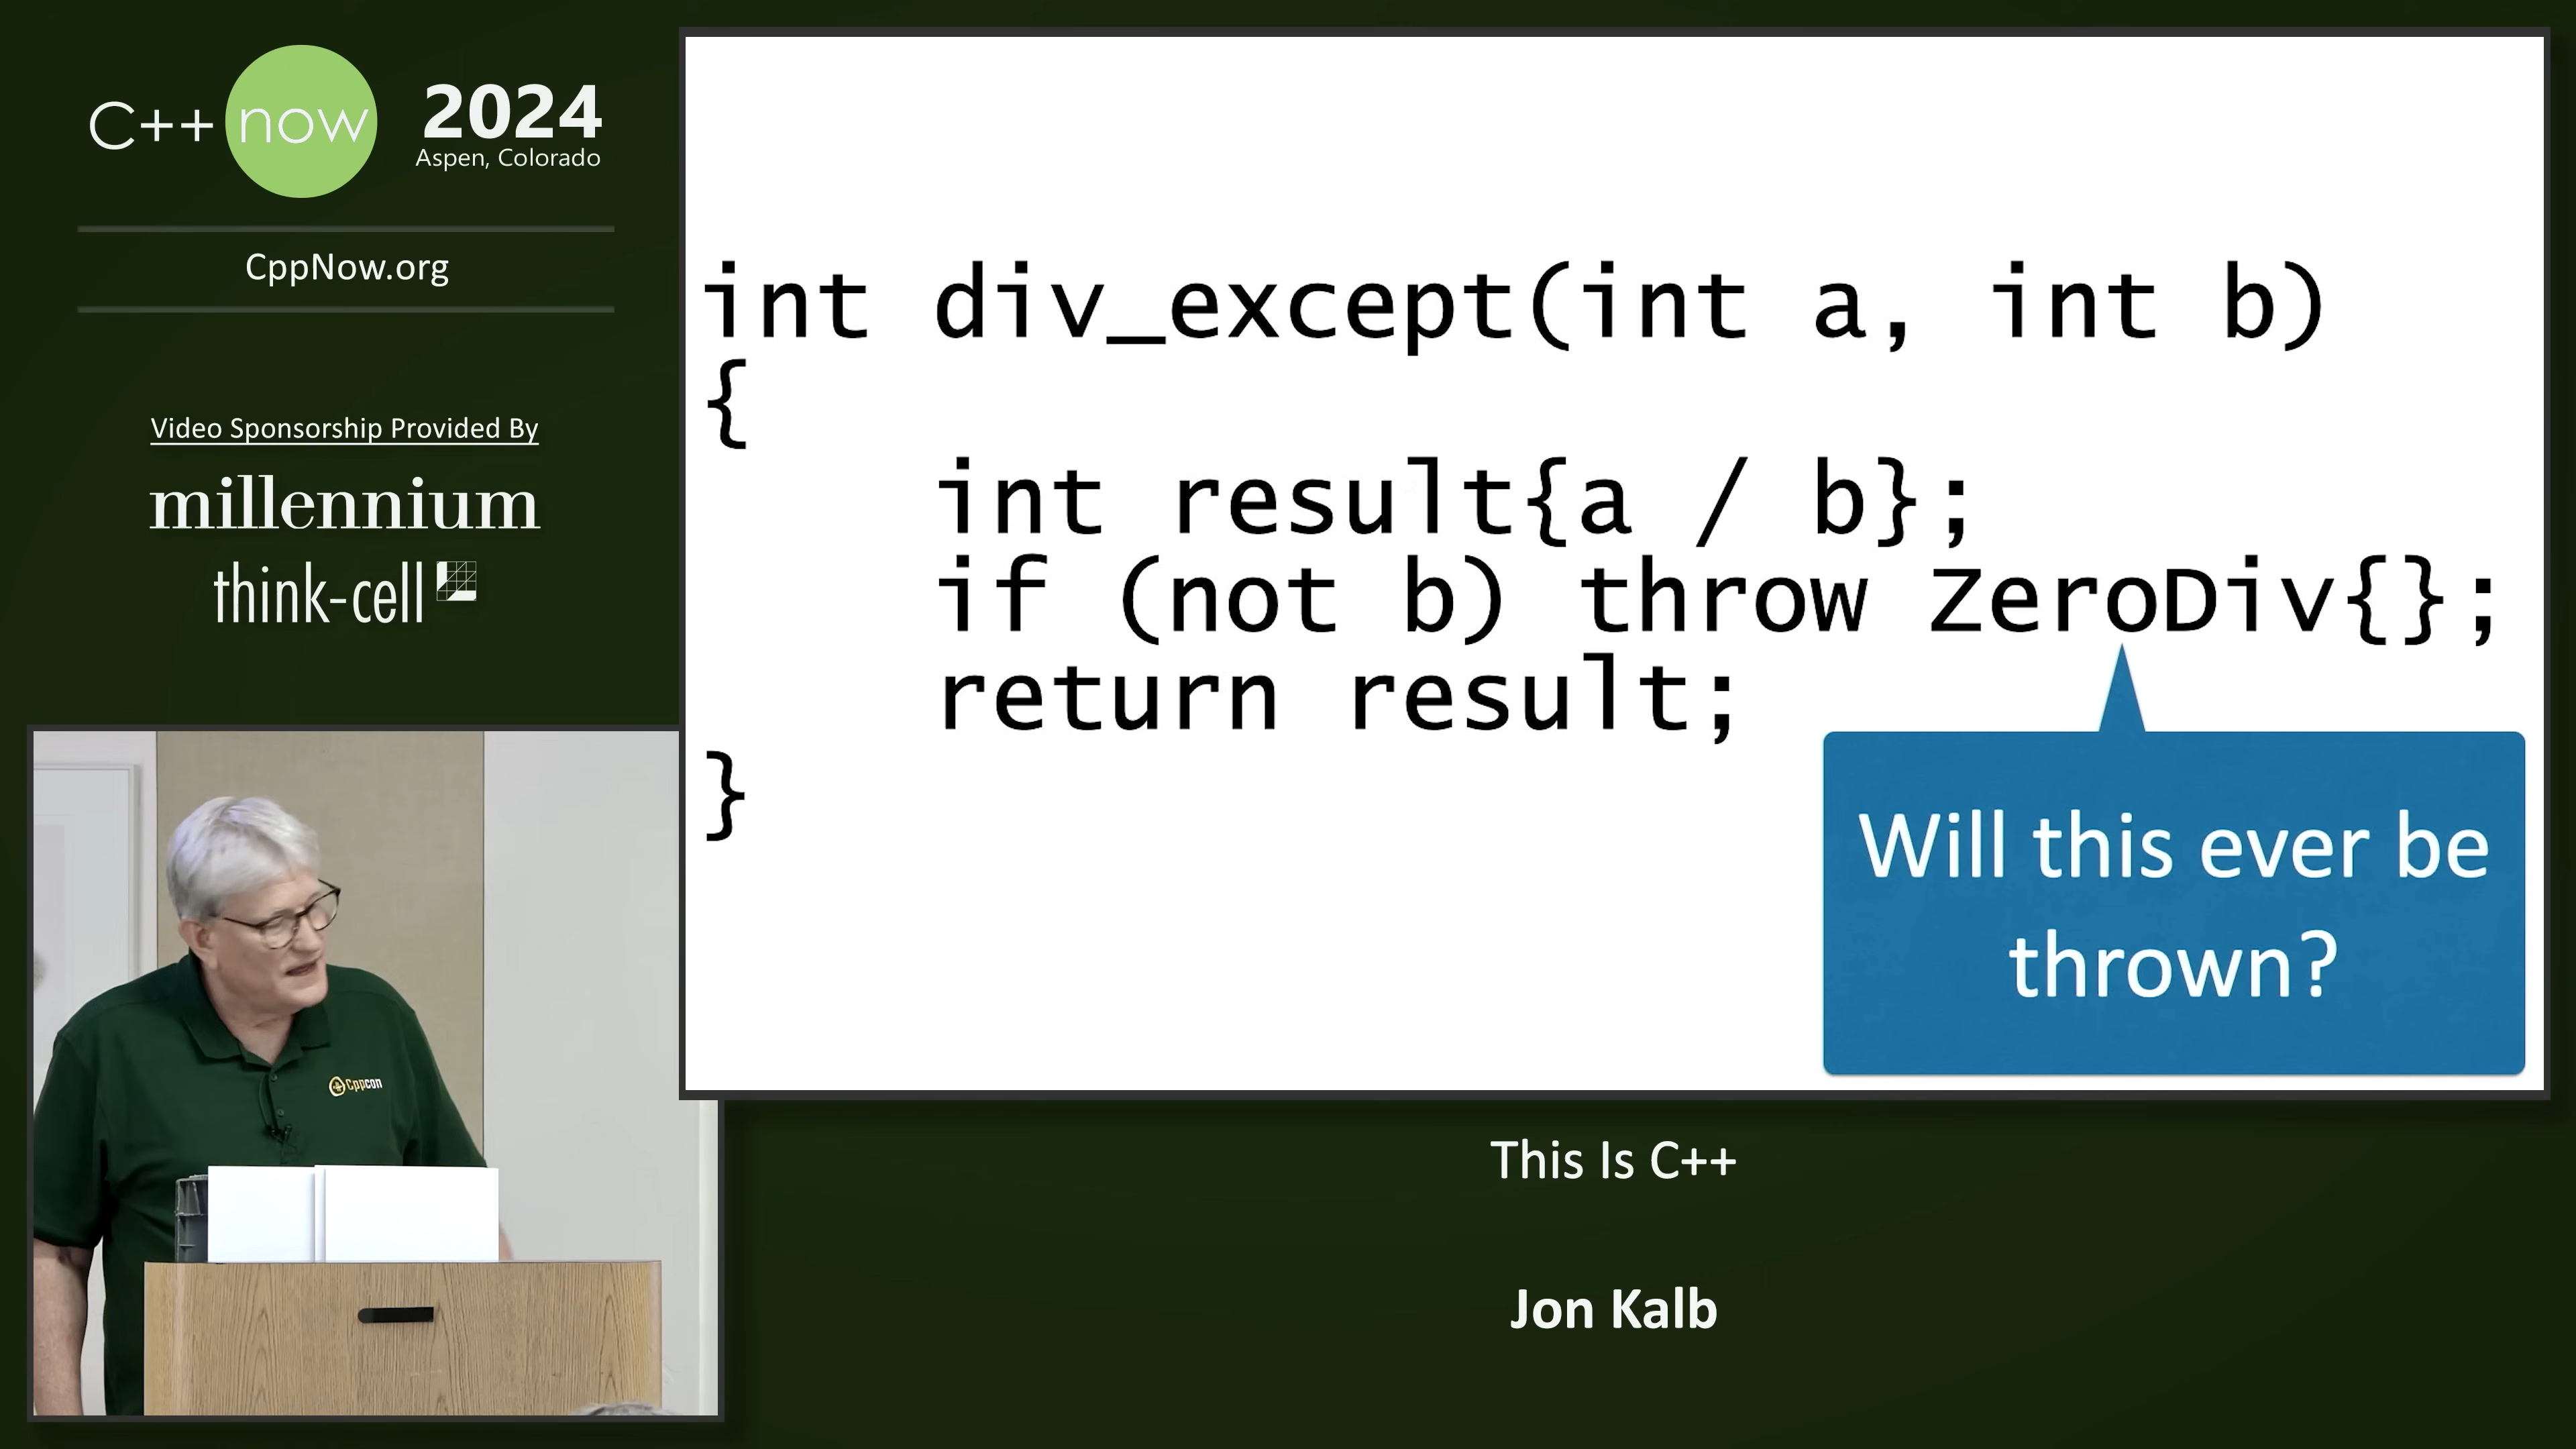 C++ now 2024
Aspen, Colorado
CppNow.org
Video Sponsorship Provided By
millennium
think-cell
int div_except(int a, int b)
{
    int result{a / b};
    if (not b) throw ZeroDiv{};
    return result;
}
Will this ever be
thrown?
Cppcon
This Is C++
Jon Kalb